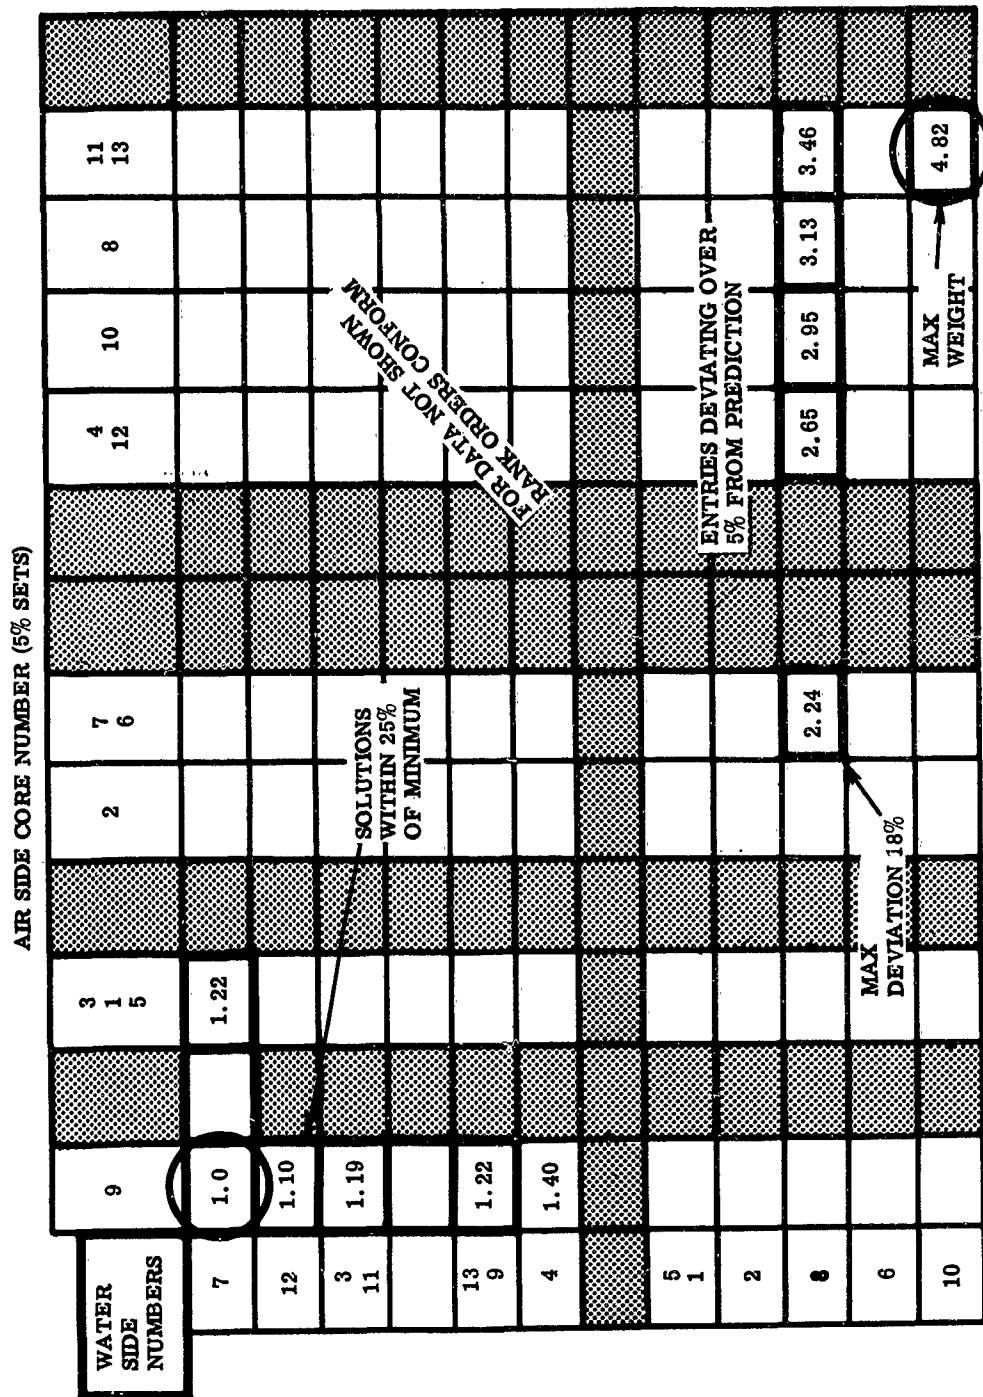 AIR SIDE CORE NUMBER (5% SETS)
WATER
SIDE
NUMBERS
9
3
1
5
2
7
6
4
12
10
8
11
13
7
1.0
1.22
12
1.10
3
11
1.19
13
9
1.22
4
1.40
SOLUTIONS
WITHIN 25%
OF MINIMUM
FOR DATA NOT SHOWN
RANK ORDERS CONFORM
5
1
2
ENTRIES DEVIATING OVER
5% FROM PREDICTION
8
2.24
2.65
2.95
3.13
3.46
6
MAX
DEVIATION 18%
10
MAX
WEIGHT
4.82